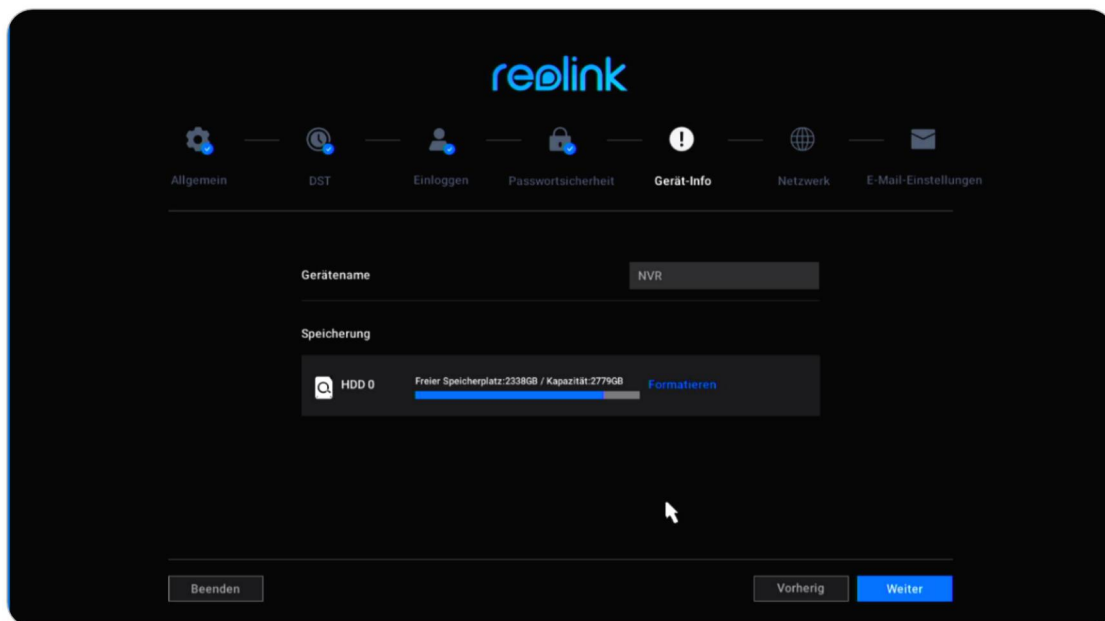 reolink
Allgemein
DST
Einloggen
Passwortsicherheit
Gerät-Info
Netzwerk
E-Mail-Einstellungen
Gerätename
NVR
Speicherung
HDD 0
Freier Speicherplatz:2338GB / Kapazität:2779GB
Formatieren
Beenden
Vorherig
Weiter